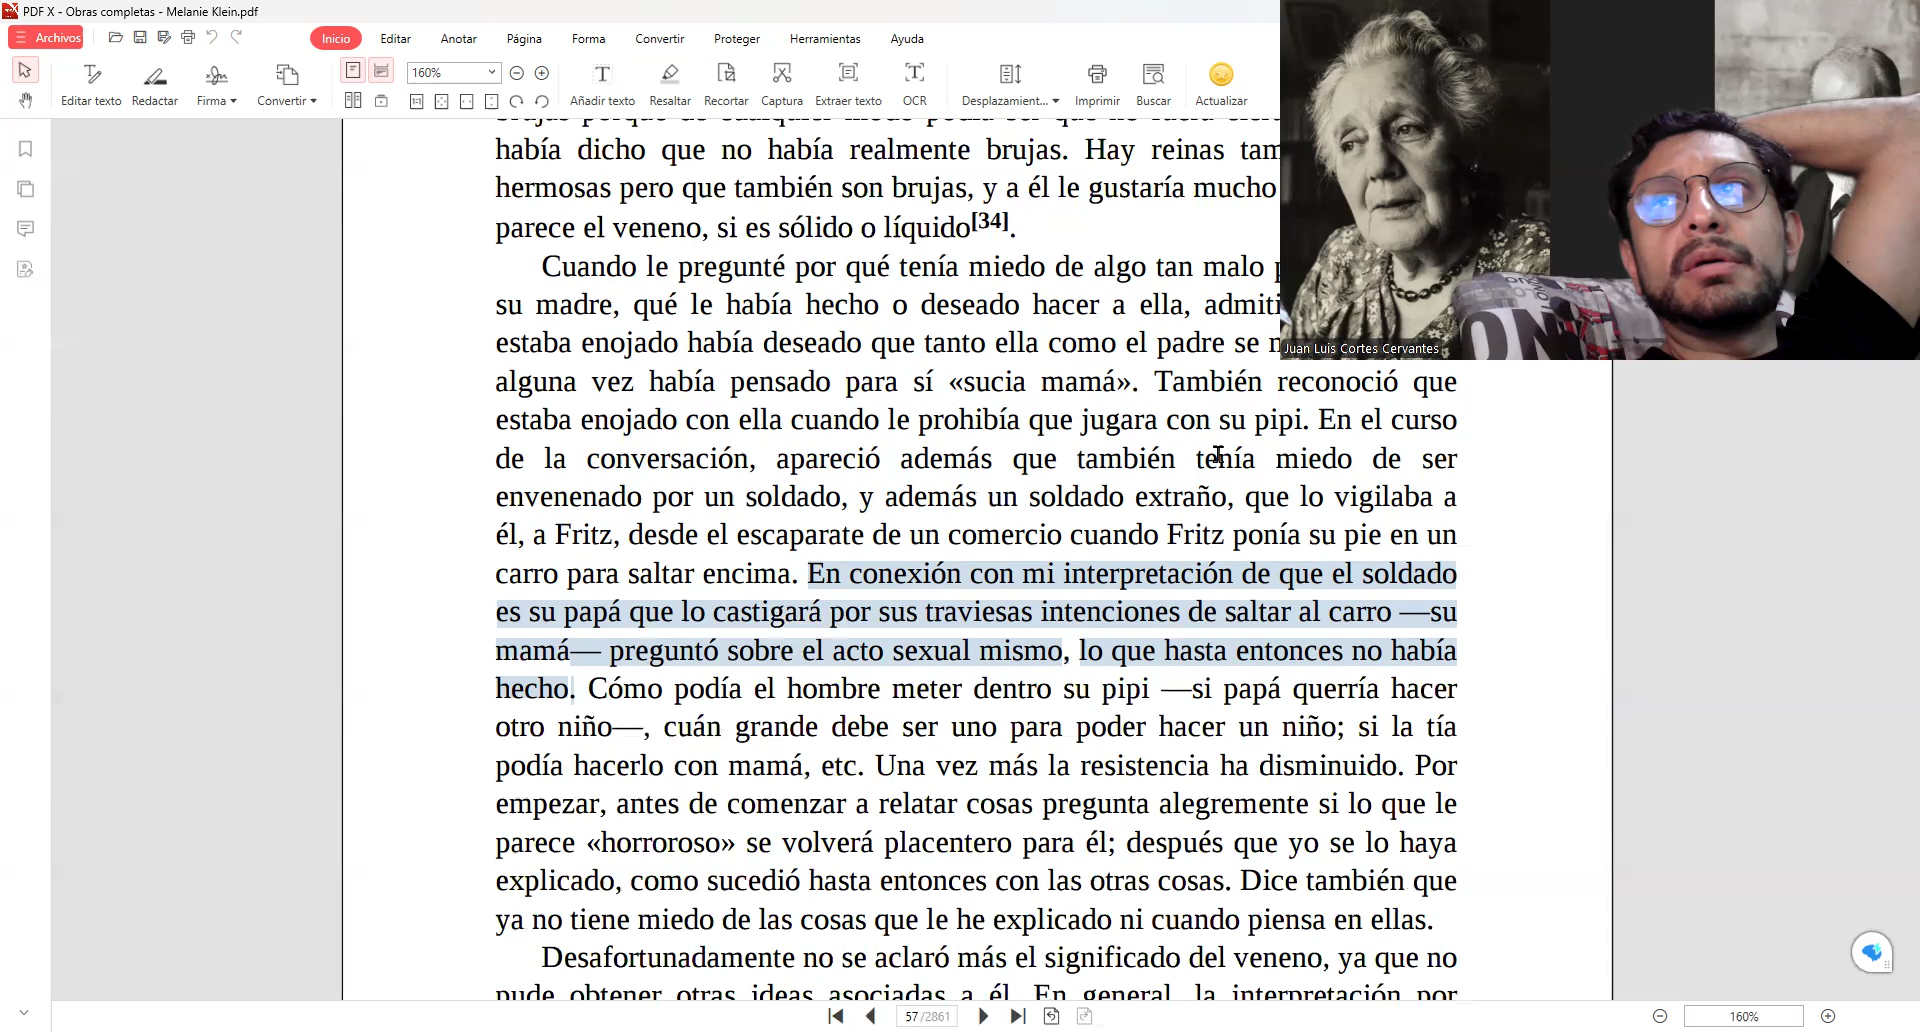 PDF X - Obras completas - Melanie Klein.pdf
Archivos
Inicio
Editar
Anotar
Página
Forma
Convertir
Proteger
Herramientas
Ayuda
160%
Editar texto
Redactar
Firma
Convertir
Añadir texto
Resaltar
Recortar
Captura
Extraer texto
OCR
Desplazamient...
Imprimir
Buscar
Actualizar
había dicho que no había realmente brujas. Hay reinas
hermosas pero que también son brujas, y a él le gustaría mucho
parece el veneno, si es sólido o líquido[34].
Cuando le pregunté por qué tenía miedo de algo tan malo
su madre, qué le había hecho o deseado hacer a ella,
estaba enojado había deseado que tanto ella como el padre se
alguna vez había pensado para sí «sucia mamá». También reconoció que
estaba enojado con ella cuando le prohibía que jugara con su pipi. En el curso
de la conversación, apareció además que también tenía miedo de ser
envenenado por un soldado, y además un soldado extraño, que lo vigilaba a
él, a Fritz, desde el escaparate de un comercio cuando Fritz ponía su pie en un
carro para saltar encima. En conexión con mi interpretación de que el soldado
es su papá que lo castigará por sus traviesas intenciones de saltar al carro —su
mamá— preguntó sobre el acto sexual mismo, lo que hasta entonces no había
hecho. Cómo podía el hombre meter dentro su pipi —si papá querría hacer
otro niño—, cuán grande debe ser uno para poder hacer un niño; si la tía
podía hacerlo con mamá, etc. Una vez más la resistencia ha disminuido. Por
empezar, antes de comenzar a relatar cosas pregunta alegremente si lo que le
parece «horroroso» se volverá placentero para él; después que yo se lo haya
explicado, como sucedió hasta entonces con las otras cosas. Dice también que
ya no tiene miedo de las cosas que le he explicado ni cuando piensa en ellas.
Desafortunadamente no se aclaró más el significado del veneno, ya que no
pude obtener otras ideas asociadas a él. En general, la interpretación por
Juan Luis Cortes Cervantes
57 /2861
160%